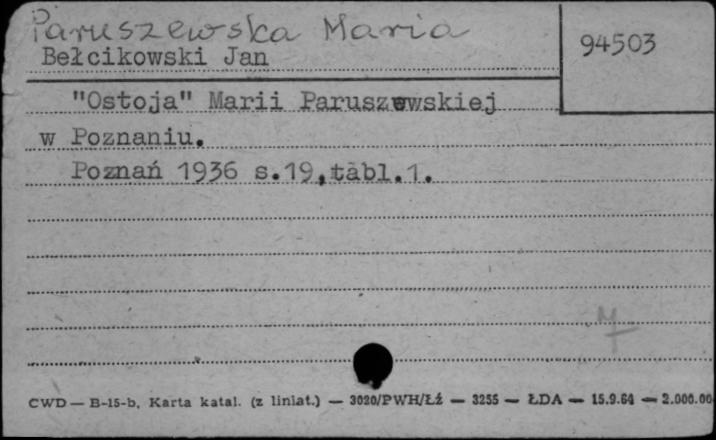 Paruszewska Maria
94503
Bełcikowski Jan
"Ostoja" Marii Paruszewskiej
w Poznaniu.
Poznań 1936 s.19,tabl.1.
M
CWD — B-15-b, Karta katal. (z liniat.) — 3020/PWH/Łź — 3255 — ŁDA — 15.9.64 — 2.000.00